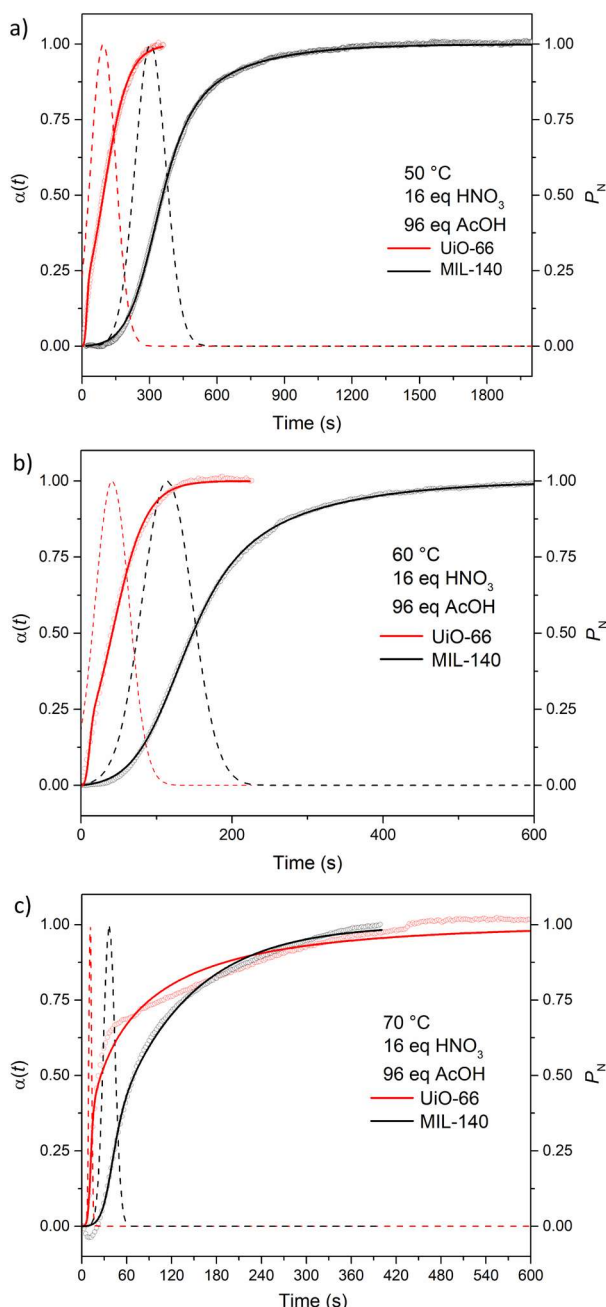 a)
1.00
0.75
0.50
0.25
0.00
α(t)
50 °C
16 eq HNO3
96 eq AcOH
UiO-66
MIL-140
1.00
0.75
0.50
0.25
0.00
PN
0 300 600 900 1200 1500 1800
Time (s)
b)
1.00
0.75
0.50
0.25
0.00
α(t)
60 °C
16 eq HNO3
96 eq AcOH
UiO-66
MIL-140
1.00
0.75
0.50
0.25
0.00
PN
0 200 400 600
Time (s)
c)
1.00
0.75
0.50
0.25
0.00
α(t)
70 °C
16 eq HNO3
96 eq AcOH
UiO-66
MIL-140
1.00
0.75
0.50
0.25
0.00
PN
0 60 120 180 240 300 360 420 480 540 600
Time (s)